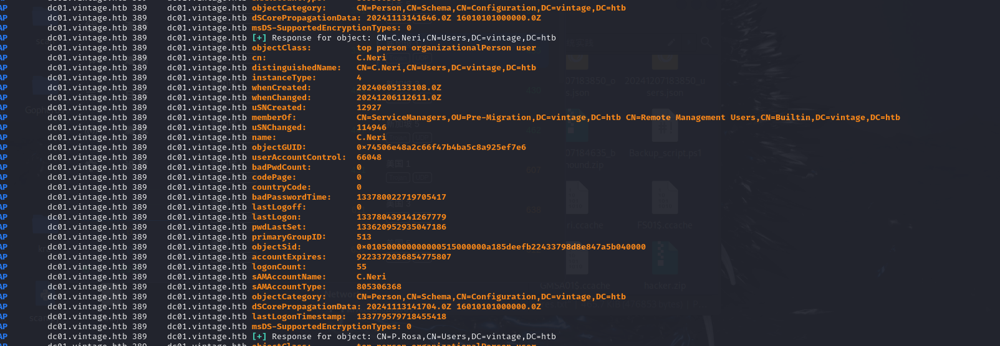 AP dc01.vintage.htb 389 dc01.vintage.htb objectCategory: CN=Person,CN=Schema,CN=Configuration,DC=vintage,DC=htb
AP dc01.vintage.htb 389 dc01.vintage.htb dSCorePropagationData: 20241113141646.0Z 16010101000000.0Z
AP dc01.vintage.htb 389 dc01.vintage.htb msDS-SupportedEncryptionTypes: 0
AP dc01.vintage.htb 389 dc01.vintage.htb [+] Response for object: CN=C.Neri,CN=Users,DC=vintage,DC=htb
AP dc01.vintage.htb 389 dc01.vintage.htb objectClass: top person organizationalPerson user
AP dc01.vintage.htb 389 dc01.vintage.htb cn: C.Neri
AP dc01.vintage.htb 389 dc01.vintage.htb distinguishedName: CN=C.Neri,CN=Users,DC=vintage,DC=htb
AP dc01.vintage.htb 389 dc01.vintage.htb instanceType: 4
AP dc01.vintage.htb 389 dc01.vintage.htb whenCreated: 20240605133108.0Z
AP dc01.vintage.htb 389 dc01.vintage.htb whenChanged: 20241206112611.0Z
AP dc01.vintage.htb 389 dc01.vintage.htb uSNCreated: 12927
AP dc01.vintage.htb 389 dc01.vintage.htb memberOf: CN=ServiceManagers,OU=Pre-Migration,DC=vintage,DC=htb CN=Remote Management Users,CN=Builtin,DC=vintage,DC=htb
AP dc01.vintage.htb 389 dc01.vintage.htb uSNChanged: 114946
AP dc01.vintage.htb 389 dc01.vintage.htb name: C.Neri
AP dc01.vintage.htb 389 dc01.vintage.htb objectGUID: 0×74506e48a2c66f47b4ba5c8a925ef7e6
AP dc01.vintage.htb 389 dc01.vintage.htb userAccountControl: 66048
AP dc01.vintage.htb 389 dc01.vintage.htb badPwdCount: 0
AP dc01.vintage.htb 389 dc01.vintage.htb codePage: 0
AP dc01.vintage.htb 389 dc01.vintage.htb countryCode: 0
AP dc01.vintage.htb 389 dc01.vintage.htb badPasswordTime: 133780022719705417
AP dc01.vintage.htb 389 dc01.vintage.htb lastLogoff: 0
AP dc01.vintage.htb 389 dc01.vintage.htb lastLogon: 133780439141267779
AP dc01.vintage.htb 389 dc01.vintage.htb pwdLastSet: 133620952935047186
AP dc01.vintage.htb 389 dc01.vintage.htb primaryGroupID: 513
AP dc01.vintage.htb 389 dc01.vintage.htb objectSid: 0×0105000000000005150000​00a185deefb22433798d8e847a5b040000
AP dc01.vintage.htb 389 dc01.vintage.htb accountExpires: 9223372036854775807
AP dc01.vintage.htb 389 dc01.vintage.htb logonCount: 55
AP dc01.vintage.htb 389 dc01.vintage.htb sAMAccountName: C.Neri
AP dc01.vintage.htb 389 dc01.vintage.htb sAMAccountType: 805306368
AP dc01.vintage.htb 389 dc01.vintage.htb objectCategory: CN=Person,CN=Schema,CN=Configuration,DC=vintage,DC=htb
AP dc01.vintage.htb 389 dc01.vintage.htb dSCorePropagationData: 20241113141704.0Z 16010101000000.0Z
AP dc01.vintage.htb 389 dc01.vintage.htb lastLogonTimestamp: 133779579718455418
AP dc01.vintage.htb 389 dc01.vintage.htb msDS-SupportedEncryptionTypes: 0
AP dc01.vintage.htb 389 dc01.vintage.htb [+] Response for object: CN=P.Rosa,CN=Users,DC=vintage,DC=htb